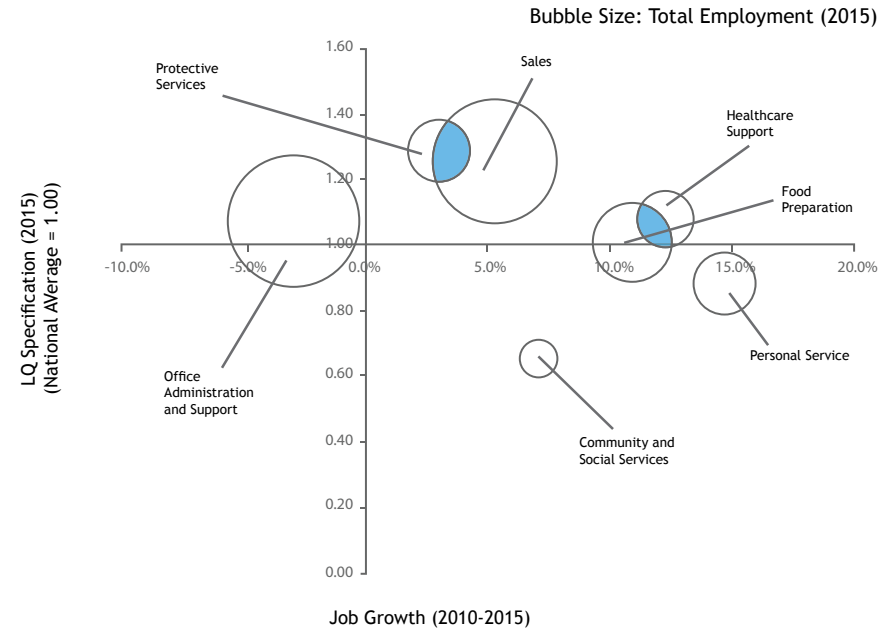 Bubble Size: Total Employment (2015)
1.60
Sales
Protective
Services
1.40
Healthcare
Support
1.20
Food
Preparation
LQ Specification (2015)
(National Average = 1.00)
1.00
-10.0%
-5.0%
0.0%
5.0%
10.0%
15.0%
20.0%
0.80
Personal Service
0.60
Office
Administration
and Support
0.40
Community and
Social Services
0.20
0.00
Job Growth (2010-2015)